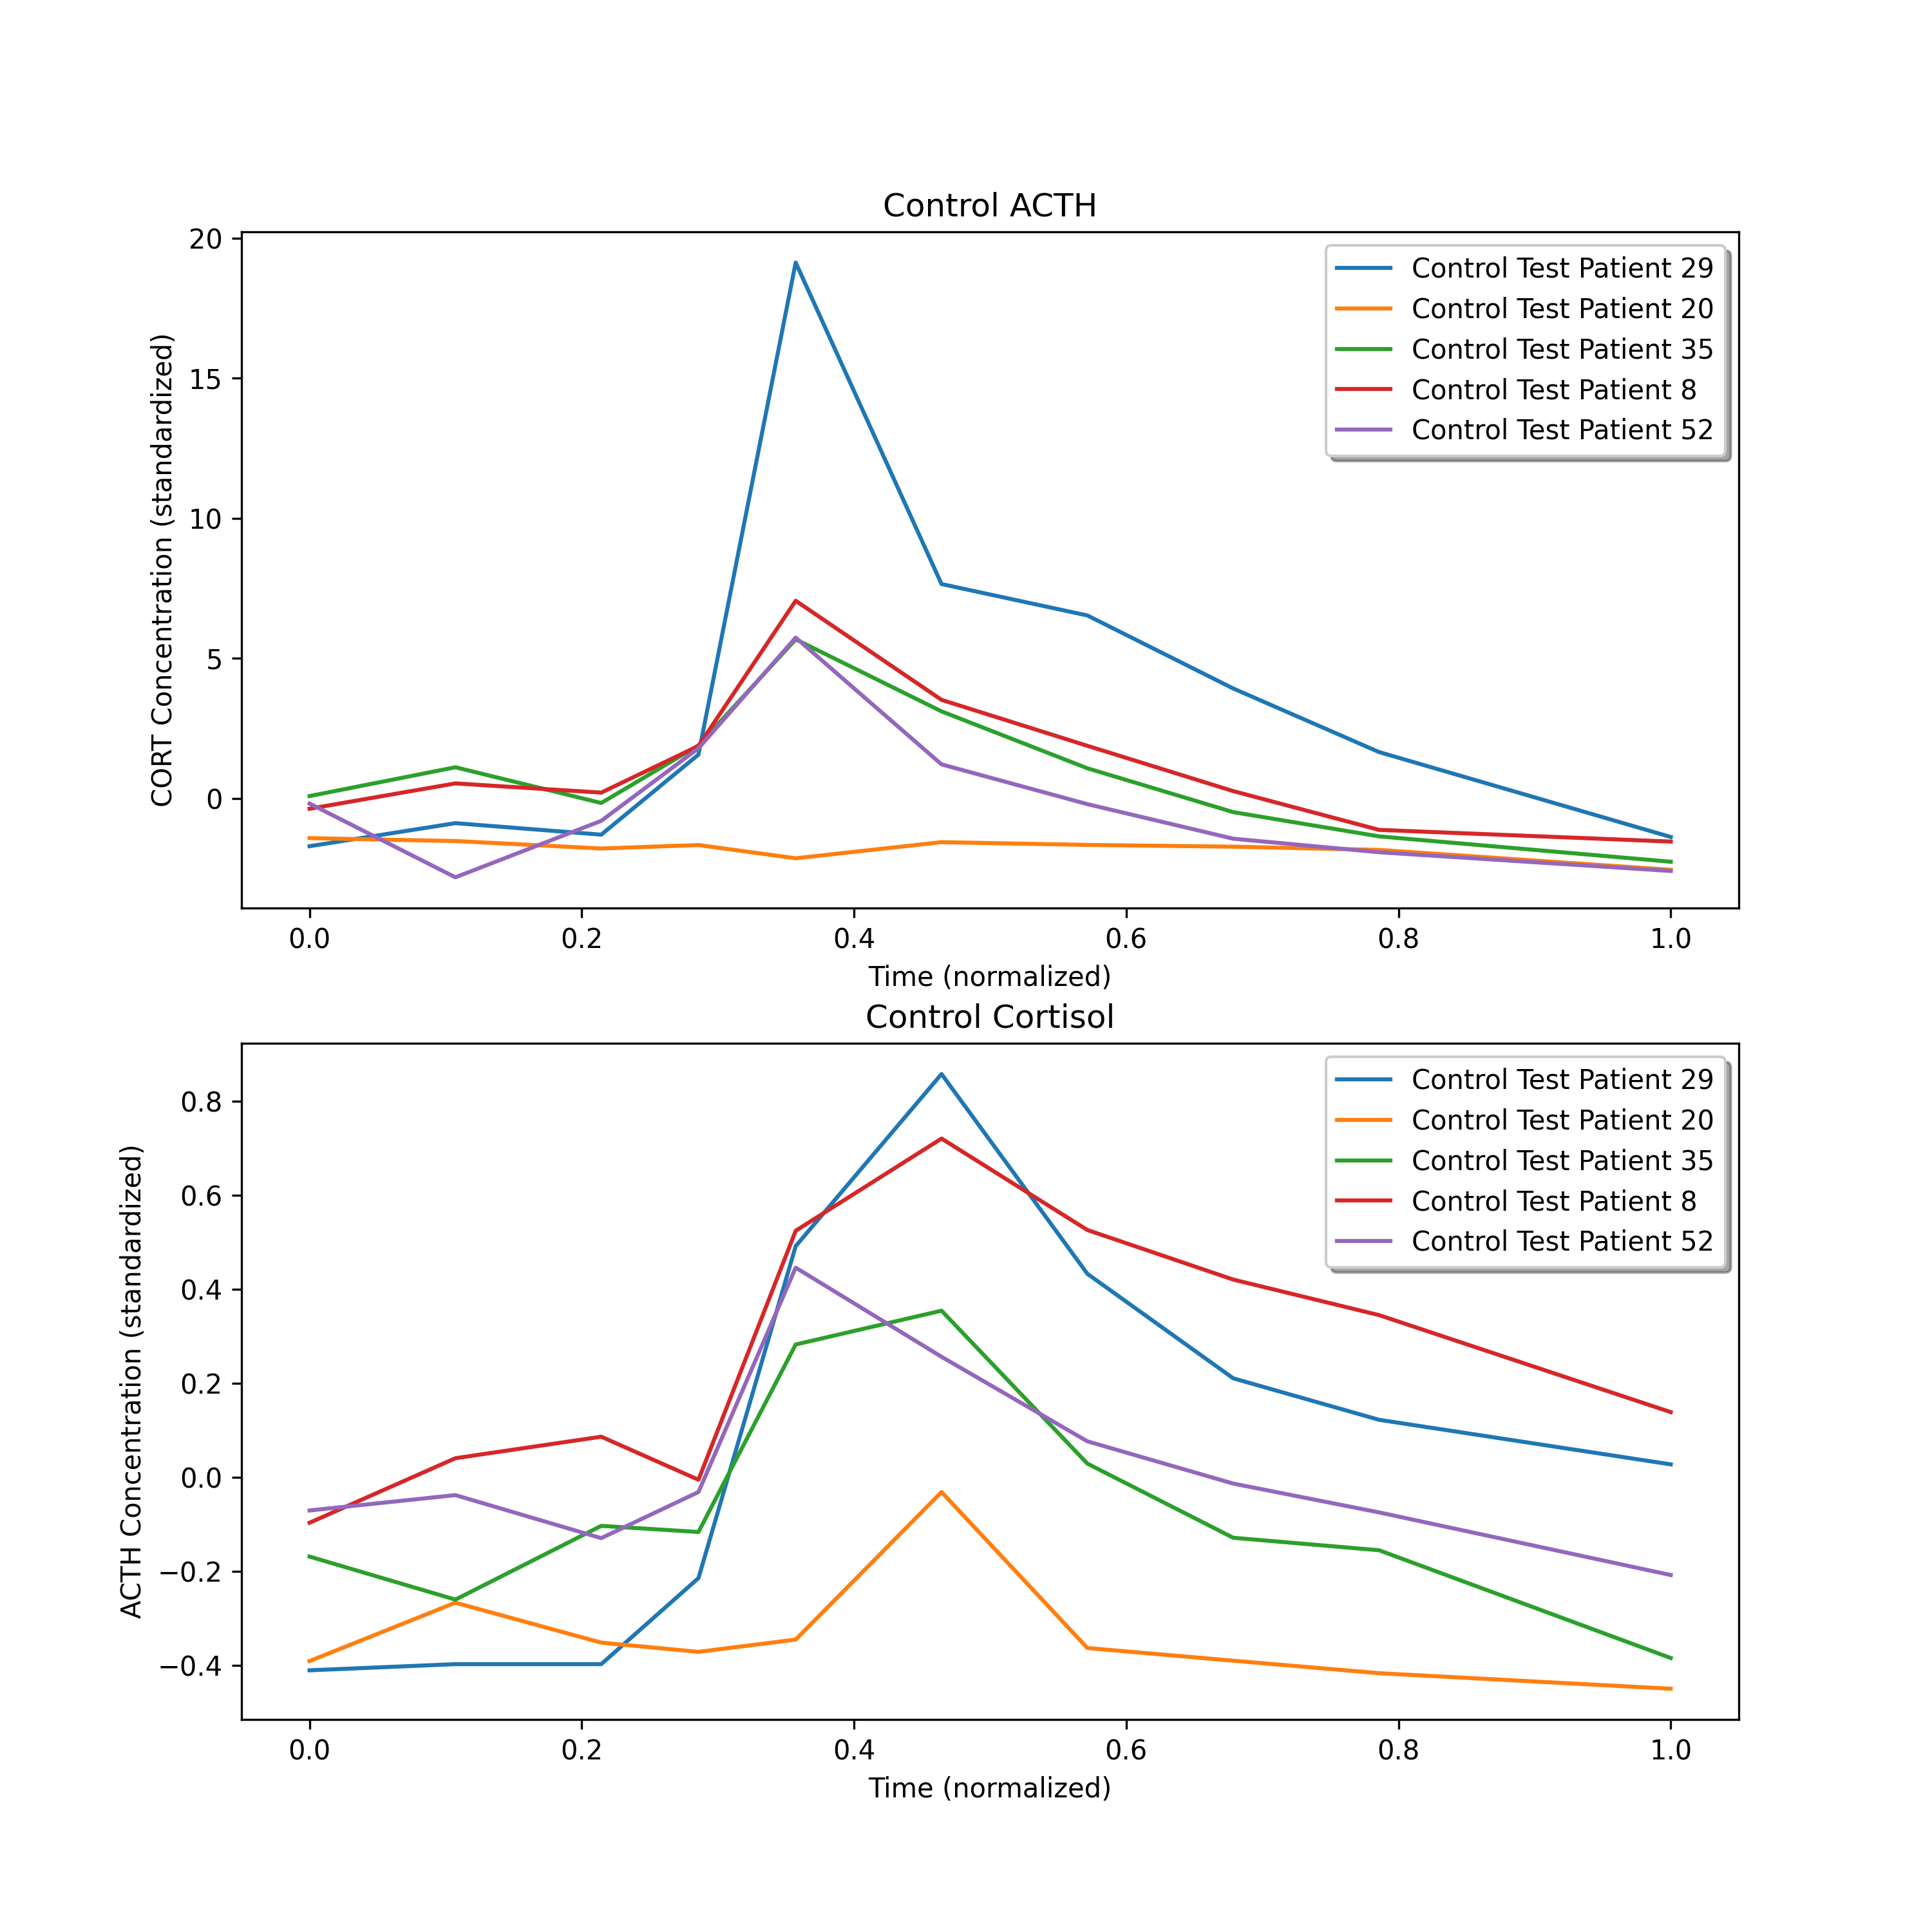 Control ACTH
20
15
10
5
0
CORT Concentration (standardized)
Control Test Patient 29
Control Test Patient 20
Control Test Patient 35
Control Test Patient 8
Control Test Patient 52
0.0 0.2 0.4 0.6 0.8 1.0
Time (normalized)
Control Cortisol
0.8
0.6
0.4
0.2
0.0
−0.2
−0.4
ACTH Concentration (standardized)
Control Test Patient 29
Control Test Patient 20
Control Test Patient 35
Control Test Patient 8
Control Test Patient 52
0.0 0.2 0.4 0.6 0.8 1.0
Time (normalized)